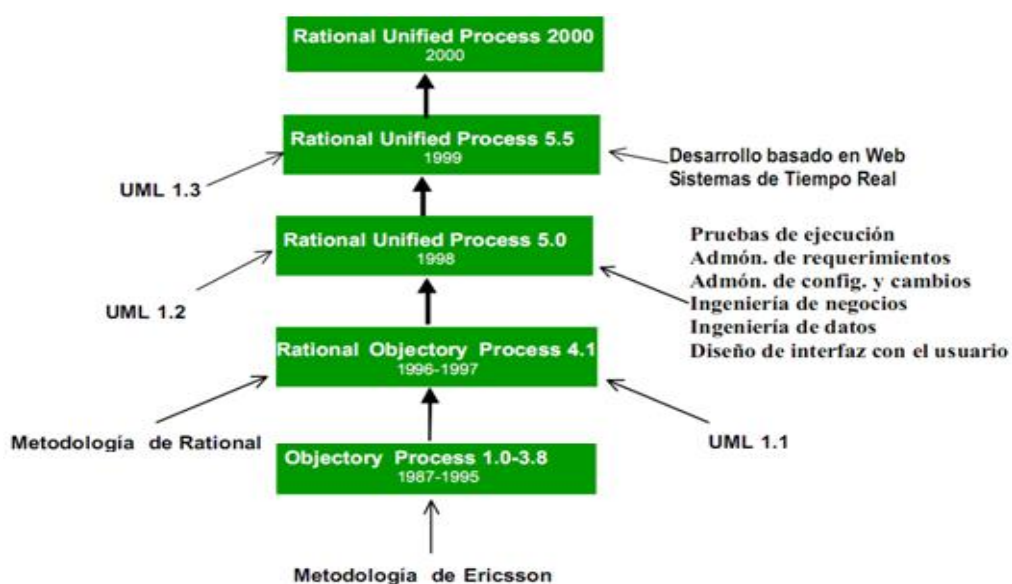 Rational Unified Process 2000
2000
Rational Unified Process 5.5
1999
UML 1.3
Desarrollo basado en Web
Sistemas de Tiempo Real
Rational Unified Process 5.0
1998
UML 1.2
Pruebas de ejecución
Admón. de requerimientos
Admón. de config. y cambios
Ingeniería de negocios
Ingeniería de datos
Diseño de interfaz con el usuario
Rational Objectory Process 4.1
1996-1997
Metodología de Rational
UML 1.1
Objectory Process 1.0-3.8
1987-1995
Metodología de Ericsson